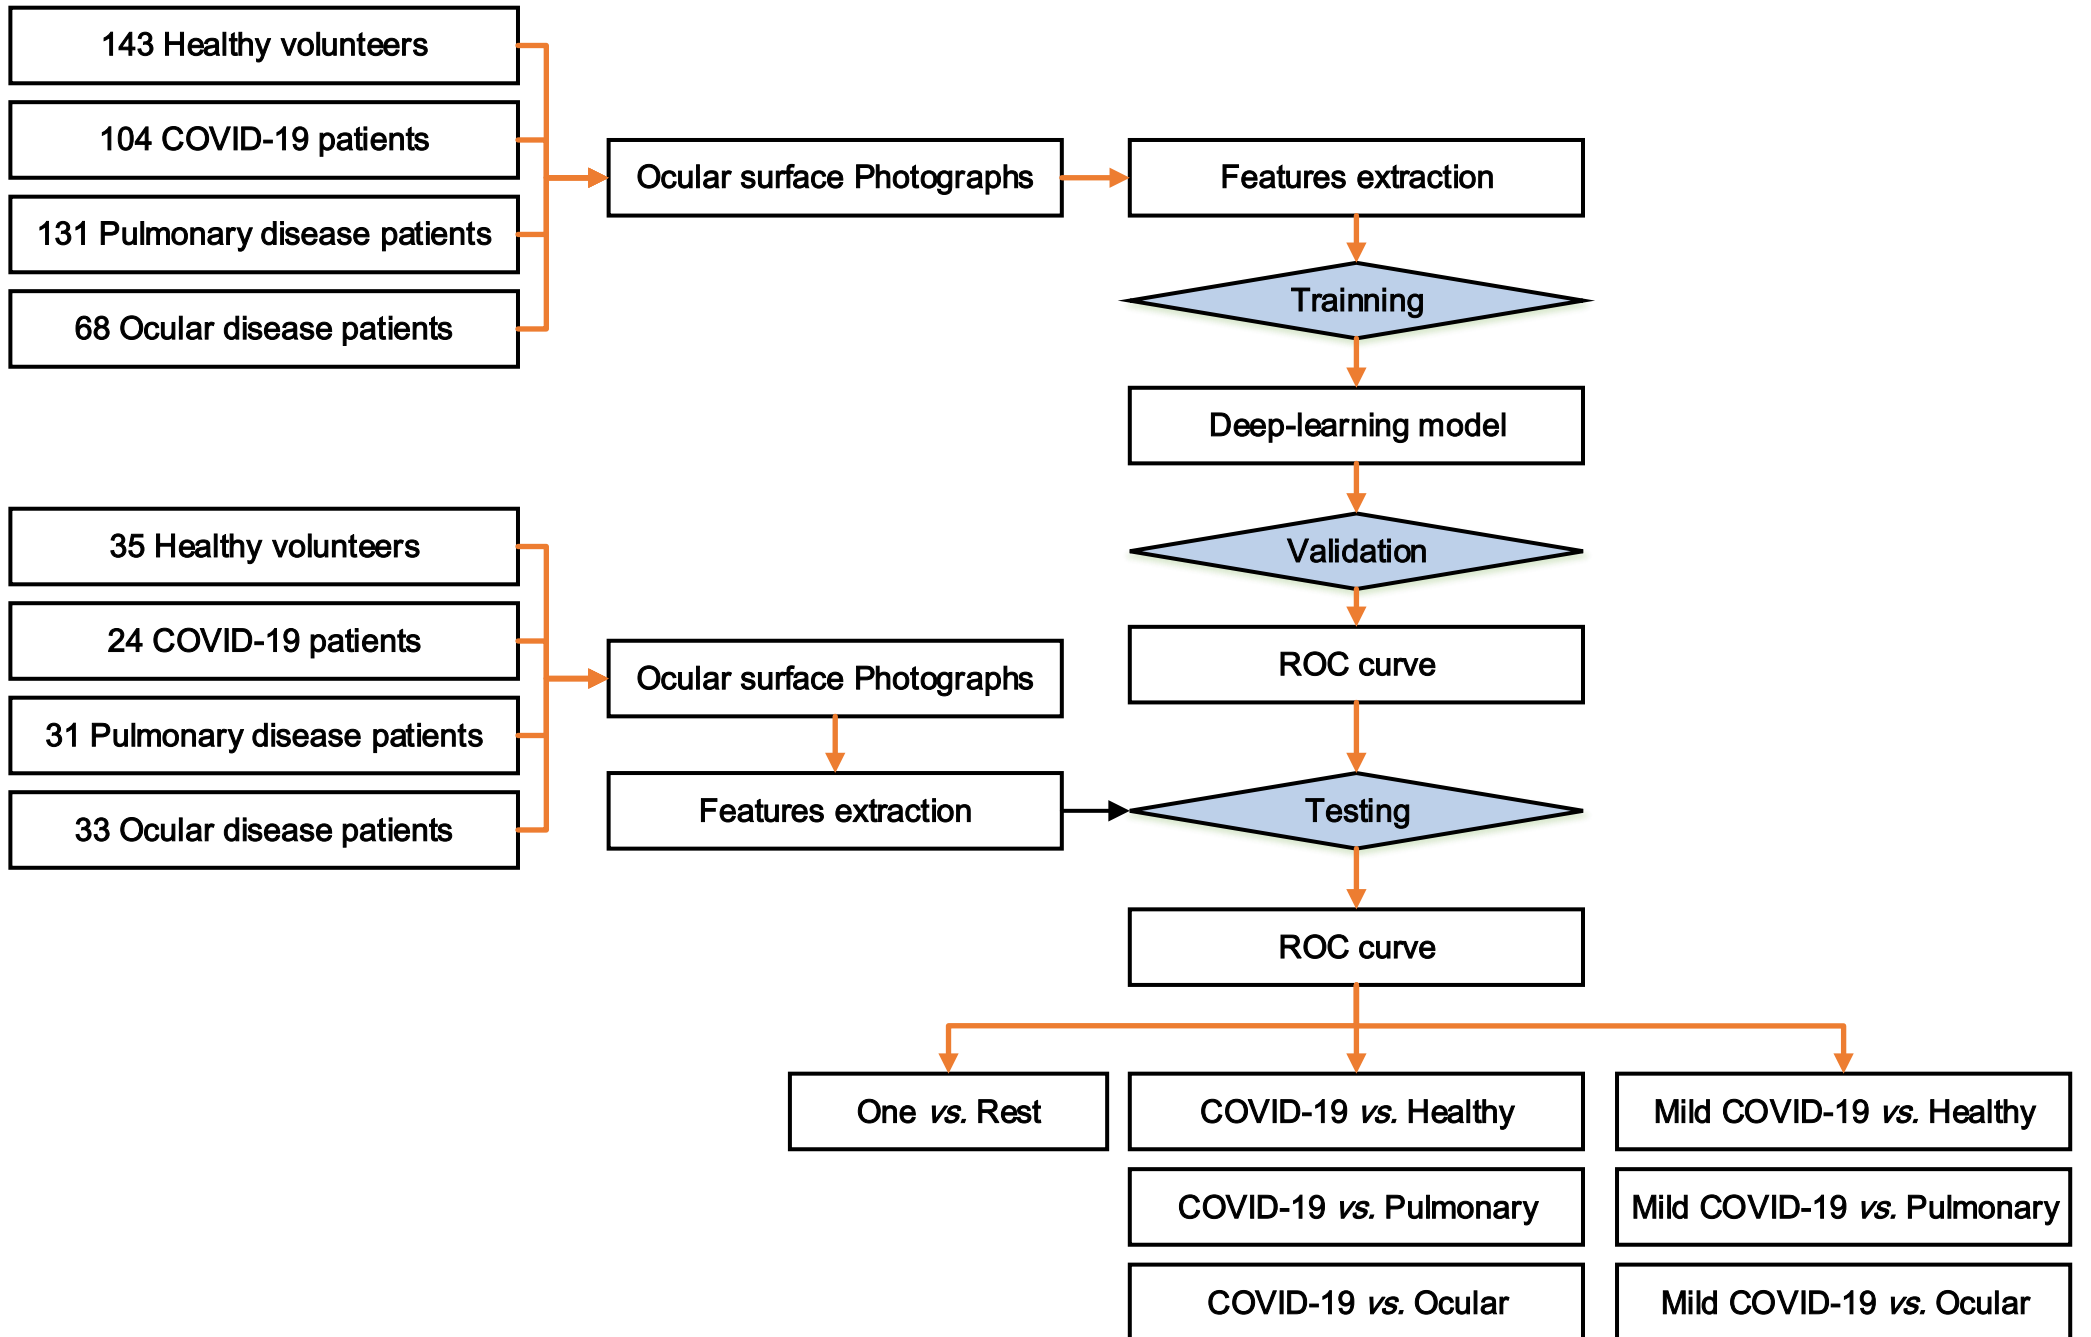 143 Healthy volunteers
104 COVID-19 patients
131 Pulmonary disease patients
68 Ocular disease patients
Ocular surface Photographs
Features extraction
Trainning
Deep-learning model
Validation
ROC curve
35 Healthy volunteers
24 COVID-19 patients
31 Pulmonary disease patients
33 Ocular disease patients
Ocular surface Photographs
Features extraction
Testing
ROC curve
One vs. Rest
COVID-19 vs. Healthy
COVID-19 vs. Pulmonary
COVID-19 vs. Ocular
Mild COVID-19 vs. Healthy
Mild COVID-19 vs. Pulmonary
Mild COVID-19 vs. Ocular